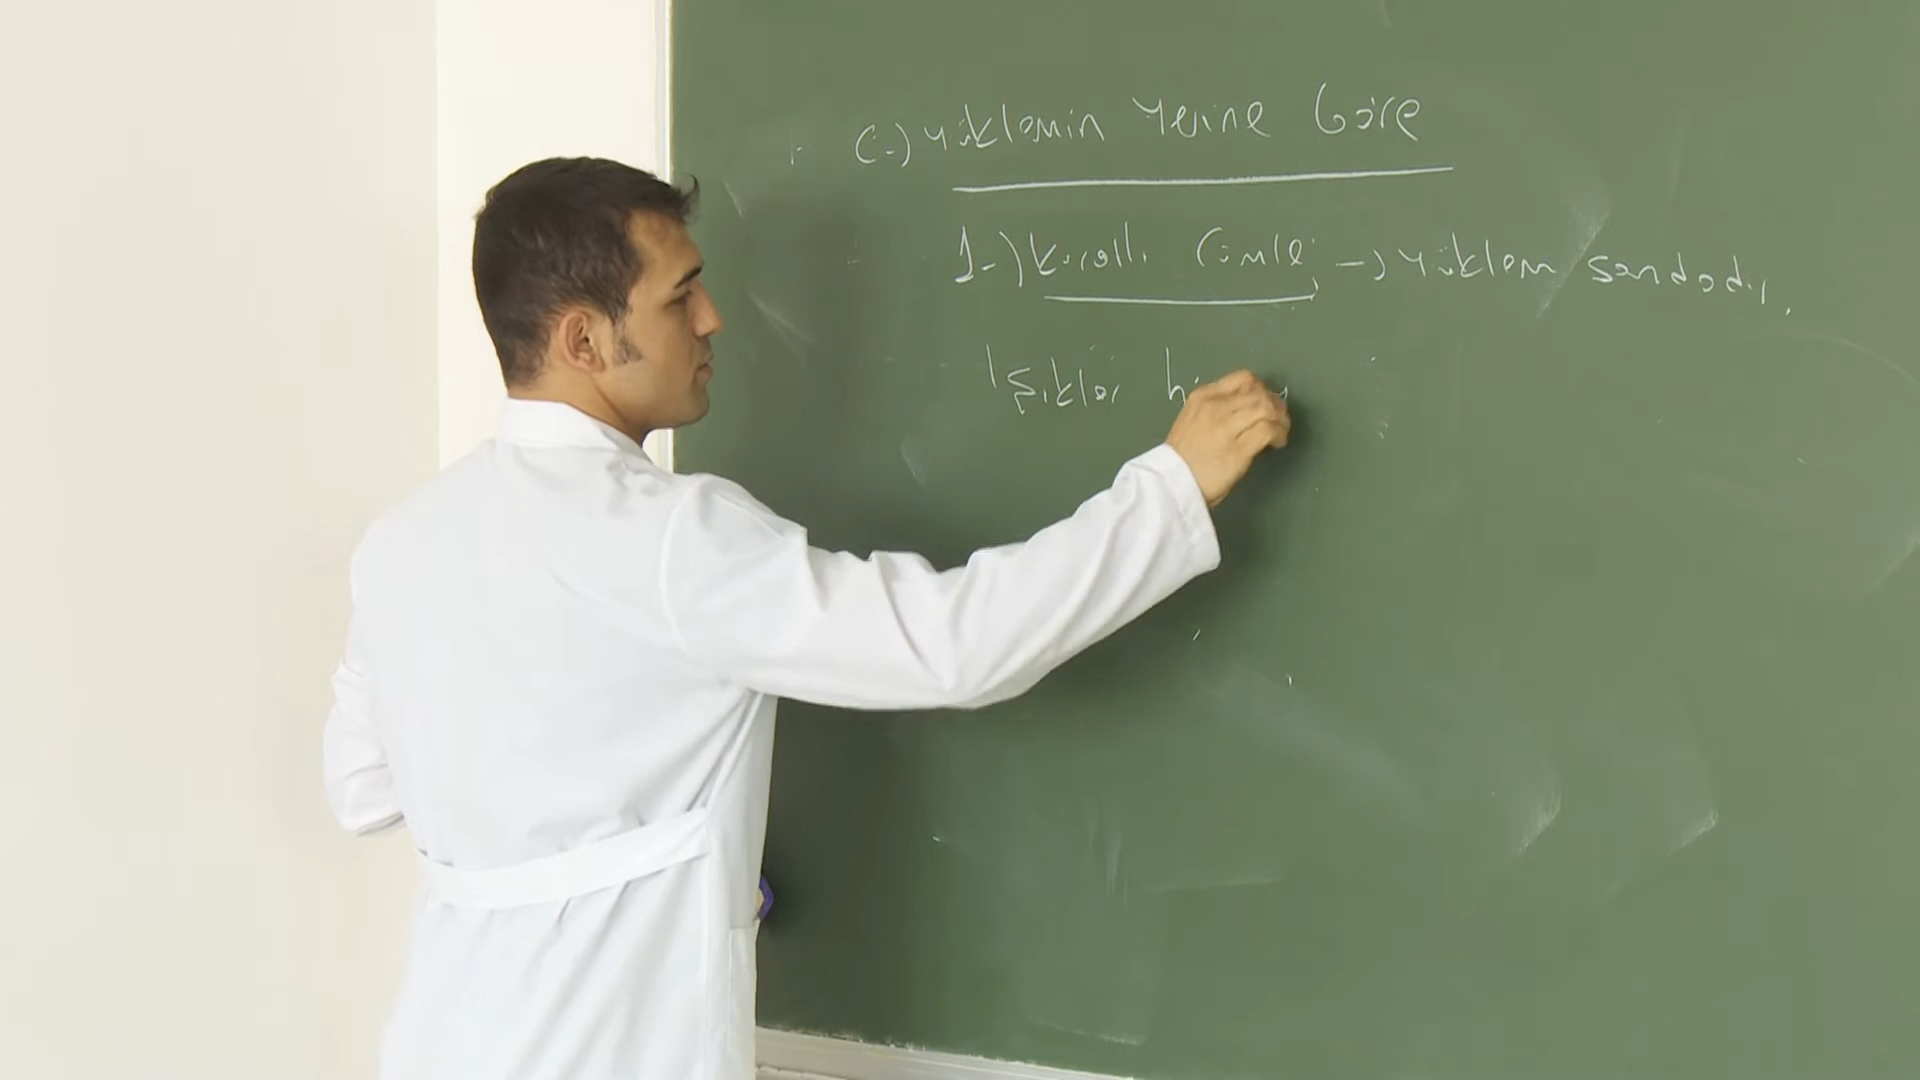 C-) Yüklemin Yerine Göre
1-) Kurallı Cümle -> Yüklem sondadır.
Işıklar